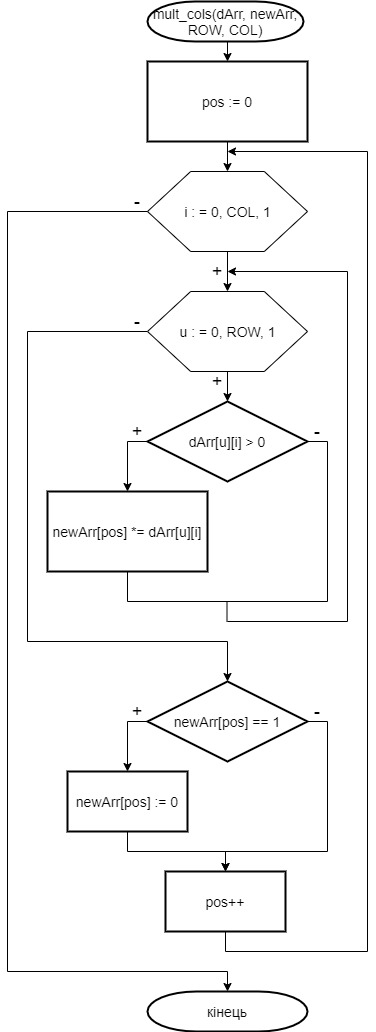 mult_cols(dArr, newArr,
ROW, COL)
pos := 0
-
i : = 0, COL, 1
+
-
u : = 0, ROW, 1
+
+
-
dArr[u][i] > 0
newArr[pos] *= dArr[u][i]
+
-
newArr[pos] == 1
newArr[pos] := 0
pos++
кінець